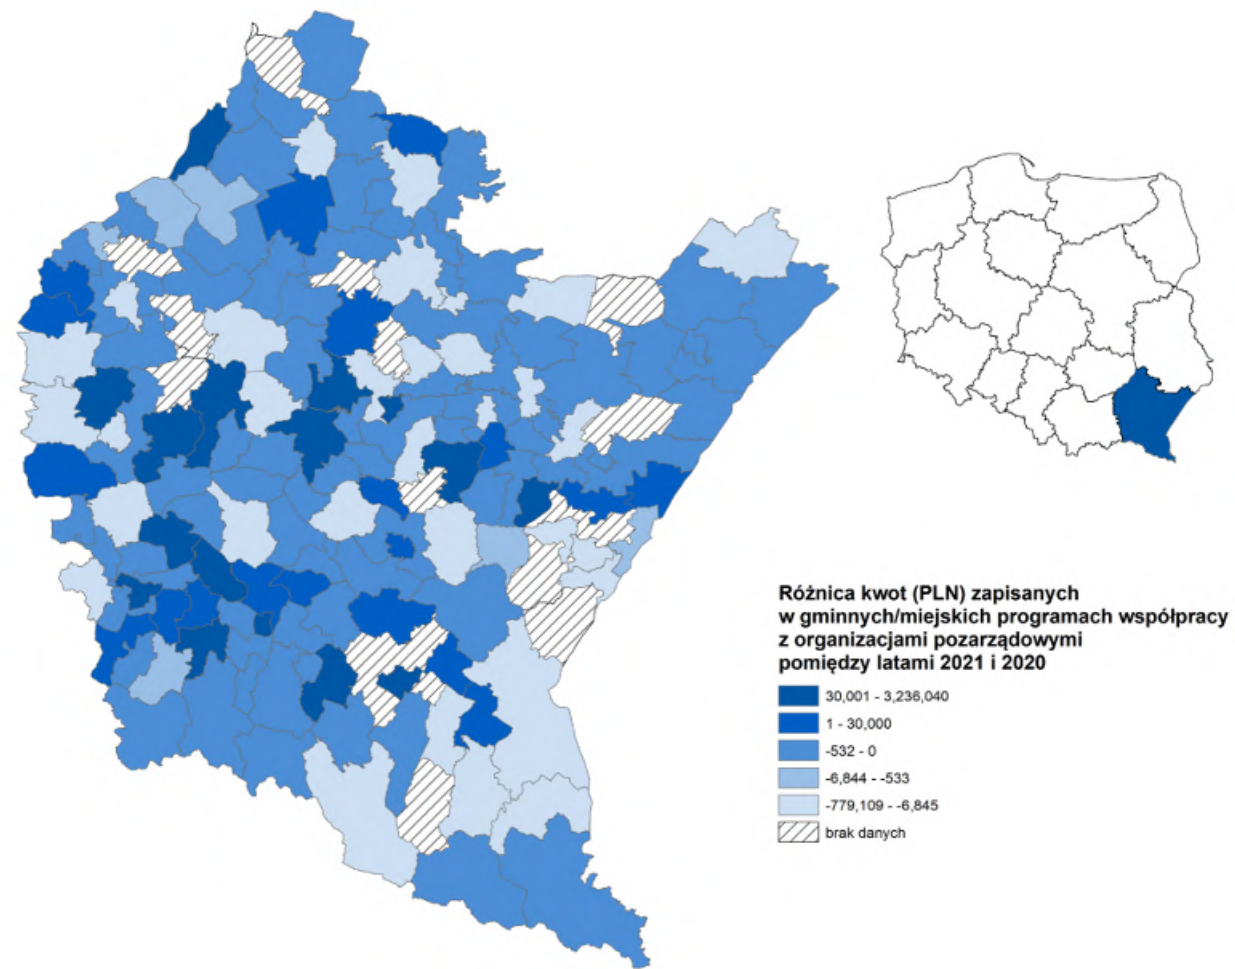 Różnica kwot (PLN) zapisanych
w gminnych/miejskich programach współpracy
z organizacjami pozarządowymi
pomiędzy latami 2021 i 2020
30,001 - 3,236,040
1 - 30,000
-532 - 0
-6,844 - -533
-779,109 - -6,845
brak danych